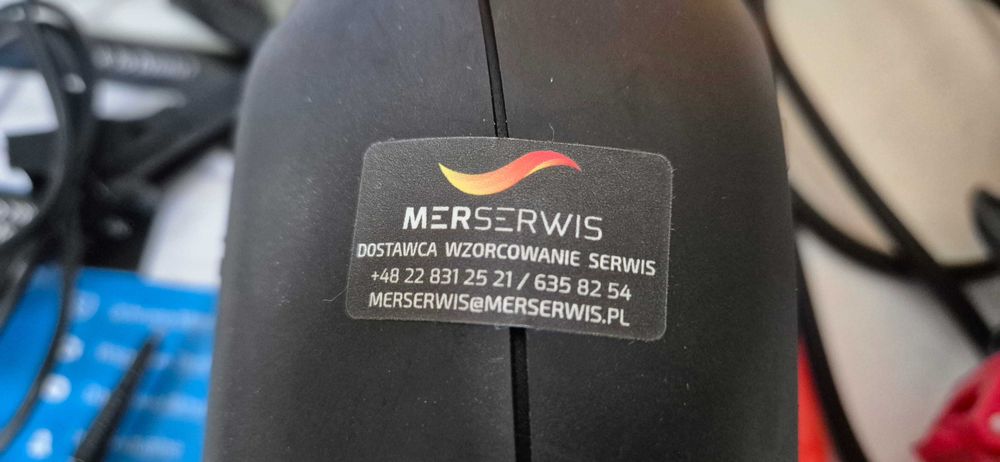 MERSERWIS
DOSTAWCA WZORCOWANIE SERWIS
+48 22 831 25 21 / 635 82 54
MERSERWIS@MERSERWIS.PL